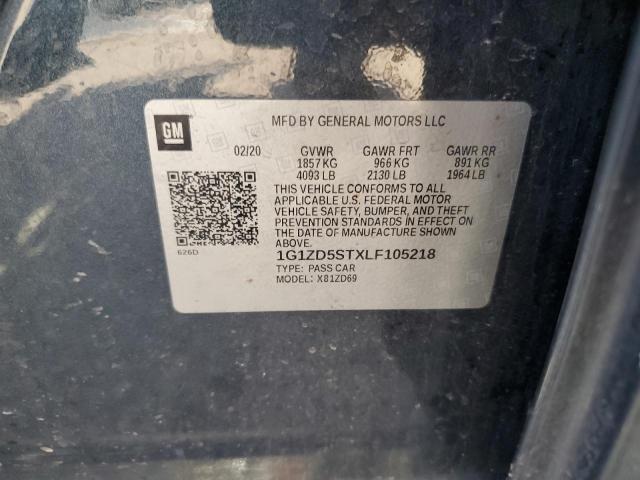 GM
MFD BY GENERAL MOTORS LLC
02/20 GVWR GAWR FRT GAWR RR
1857 KG 966 KG 891 KG
4093 LB 2130 LB 1964 LB
THIS VEHICLE CONFORMS TO ALL
APPLICABLE U.S. FEDERAL MOTOR
VEHICLE SAFETY, BUMPER, AND THEFT
PREVENTION STANDARDS IN EFFECT ON
THE DATE OF MANUFACTURE SHOWN
ABOVE.
626D
1G1ZD5STXLF105218
TYPE: PASS CAR
MODEL: X81ZD69